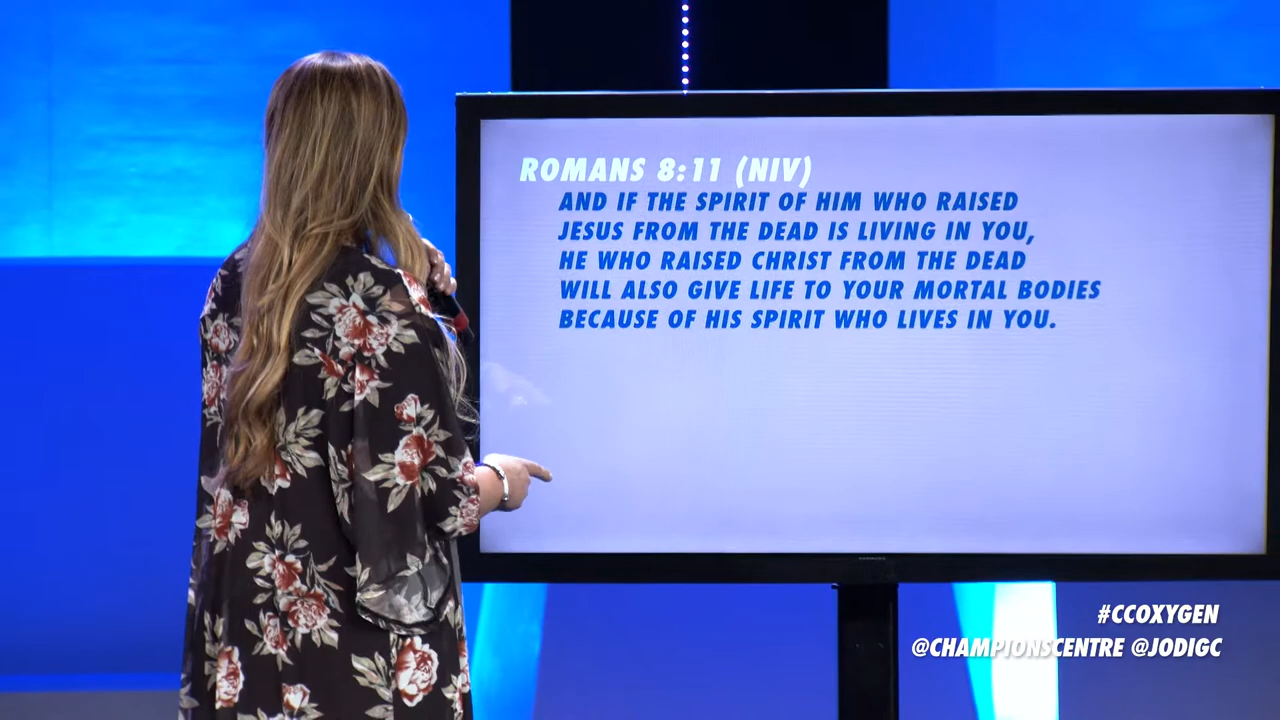 ROMANS 8:11 (NIV)
AND IF THE SPIRIT OF HIM WHO RAISED
JESUS FROM THE DEAD IS LIVING IN YOU,
HE WHO RAISED CHRIST FROM THE DEAD
WILL ALSO GIVE LIFE TO YOUR MORTAL BODIES
BECAUSE OF HIS SPIRIT WHO LIVES IN YOU.
#CCOXYGEN
@CHAMPIONSCENTRE @JODIGC